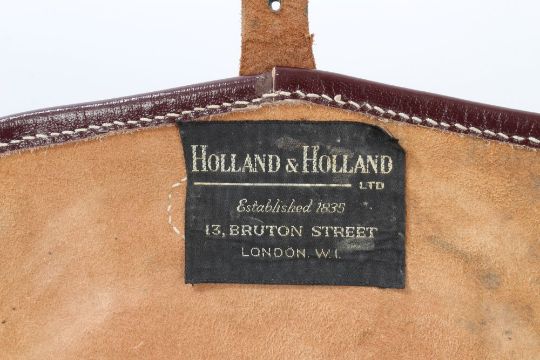 HOLLAND & HOLLAND
LTD
Established 1835
13, BRUTON STREET
LONDON. W.1.